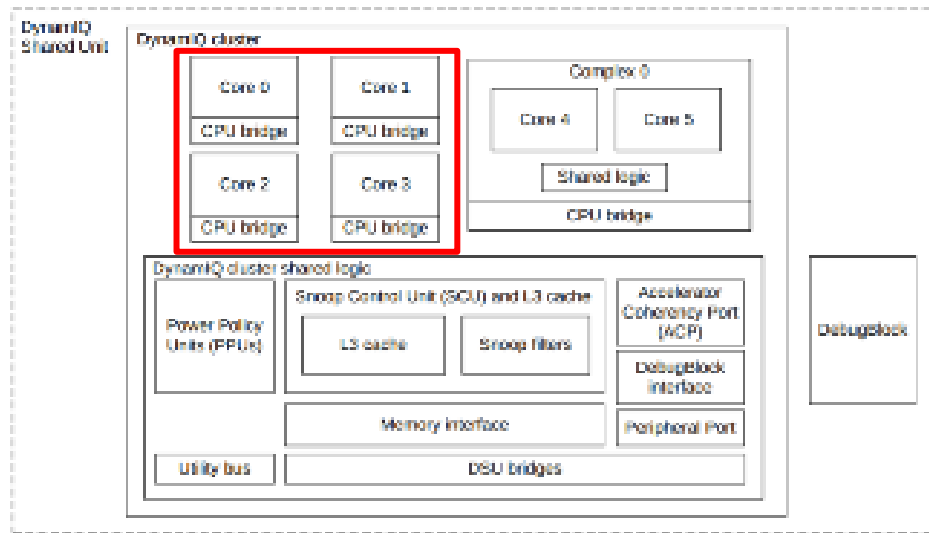 DynamIQ
Shared Unit
DynamIQ cluster
Core 0
Core 1
CPU bridge
CPU bridge
Core 2
Core 3
CPU bridge
CPU bridge
Complex 0
Core 4
Core 5
Shared logic
CPU bridge
DynamIQ cluster shared logic
Power Policy
Units (PPUs)
Snoop Control Unit (SCU) and L3 cache
L3 cache
Snoop filters
Accelerator
Coherency Port
(ACP)
DebugBlock
interface
Memory interface
Peripheral Port
Utility bus
DSU bridges
DebugBlock